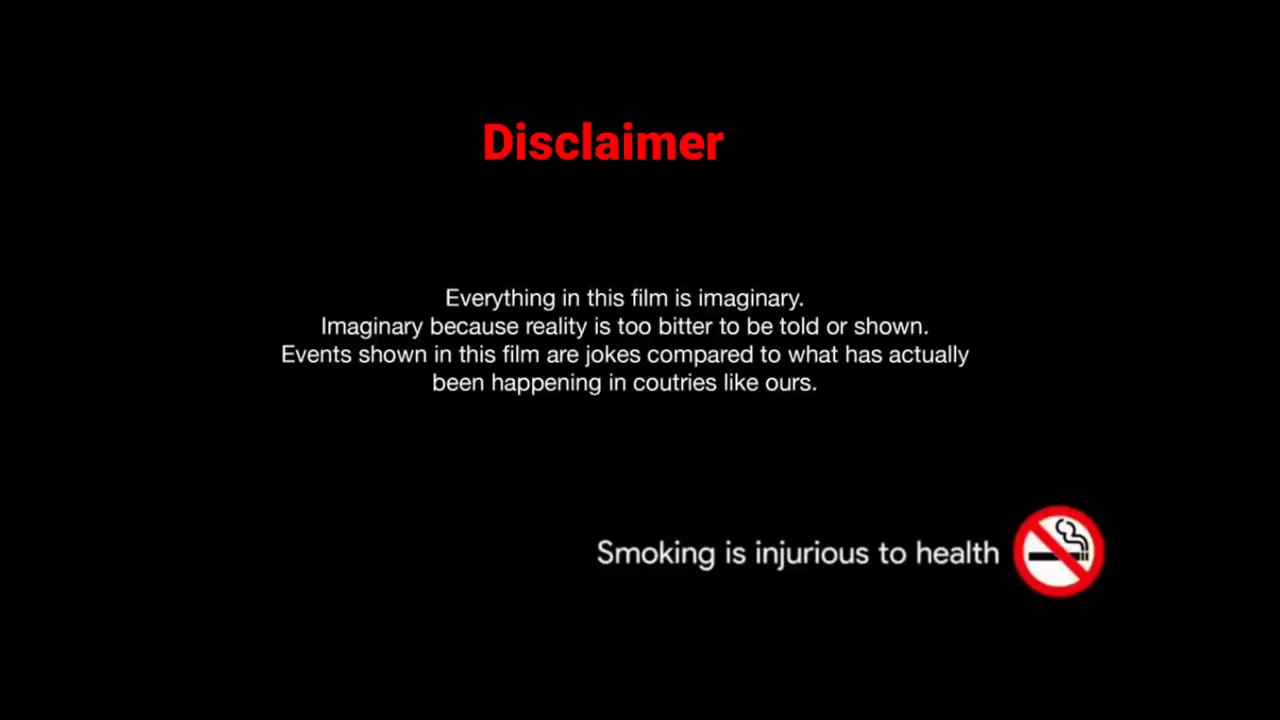 Disclaimer
Everything in this film is imaginary.
Imaginary because reality is too bitter to be told or shown.
Events shown in this film are jokes compared to what has actually
been happening in coutries like ours.
Smoking is injurious to health